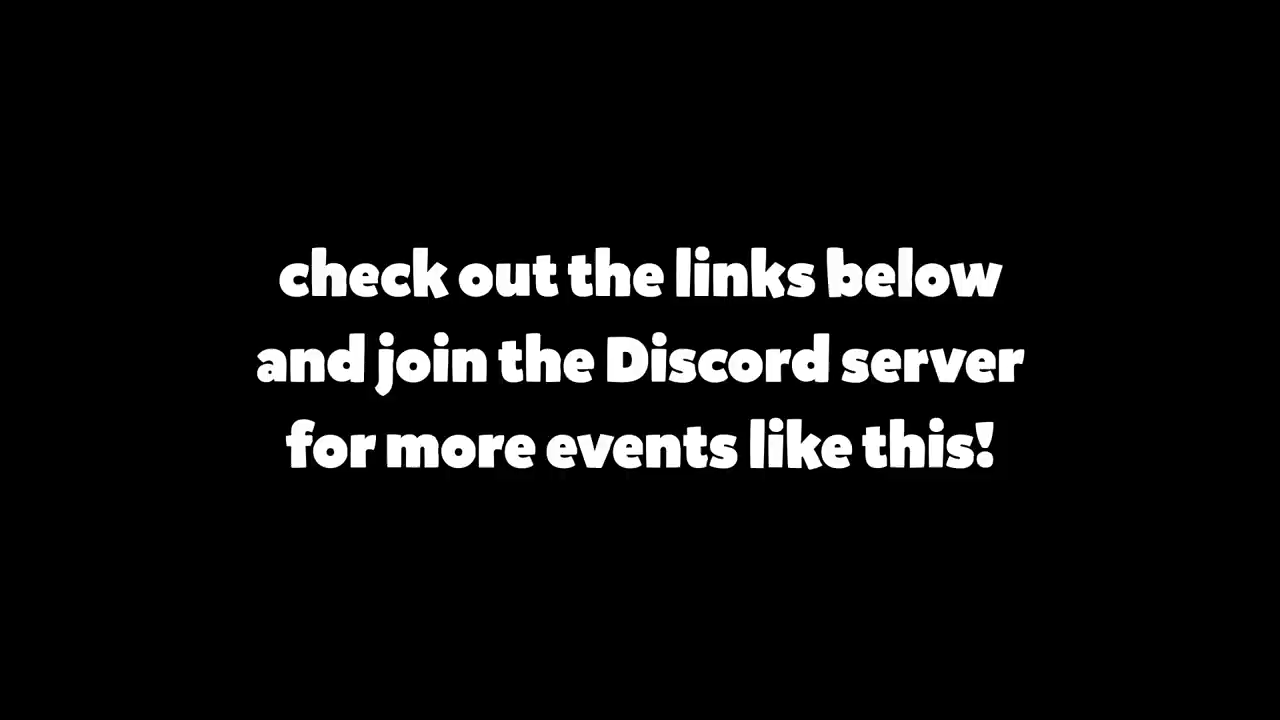 check out the links below
and join the Discord server
for more events like this!